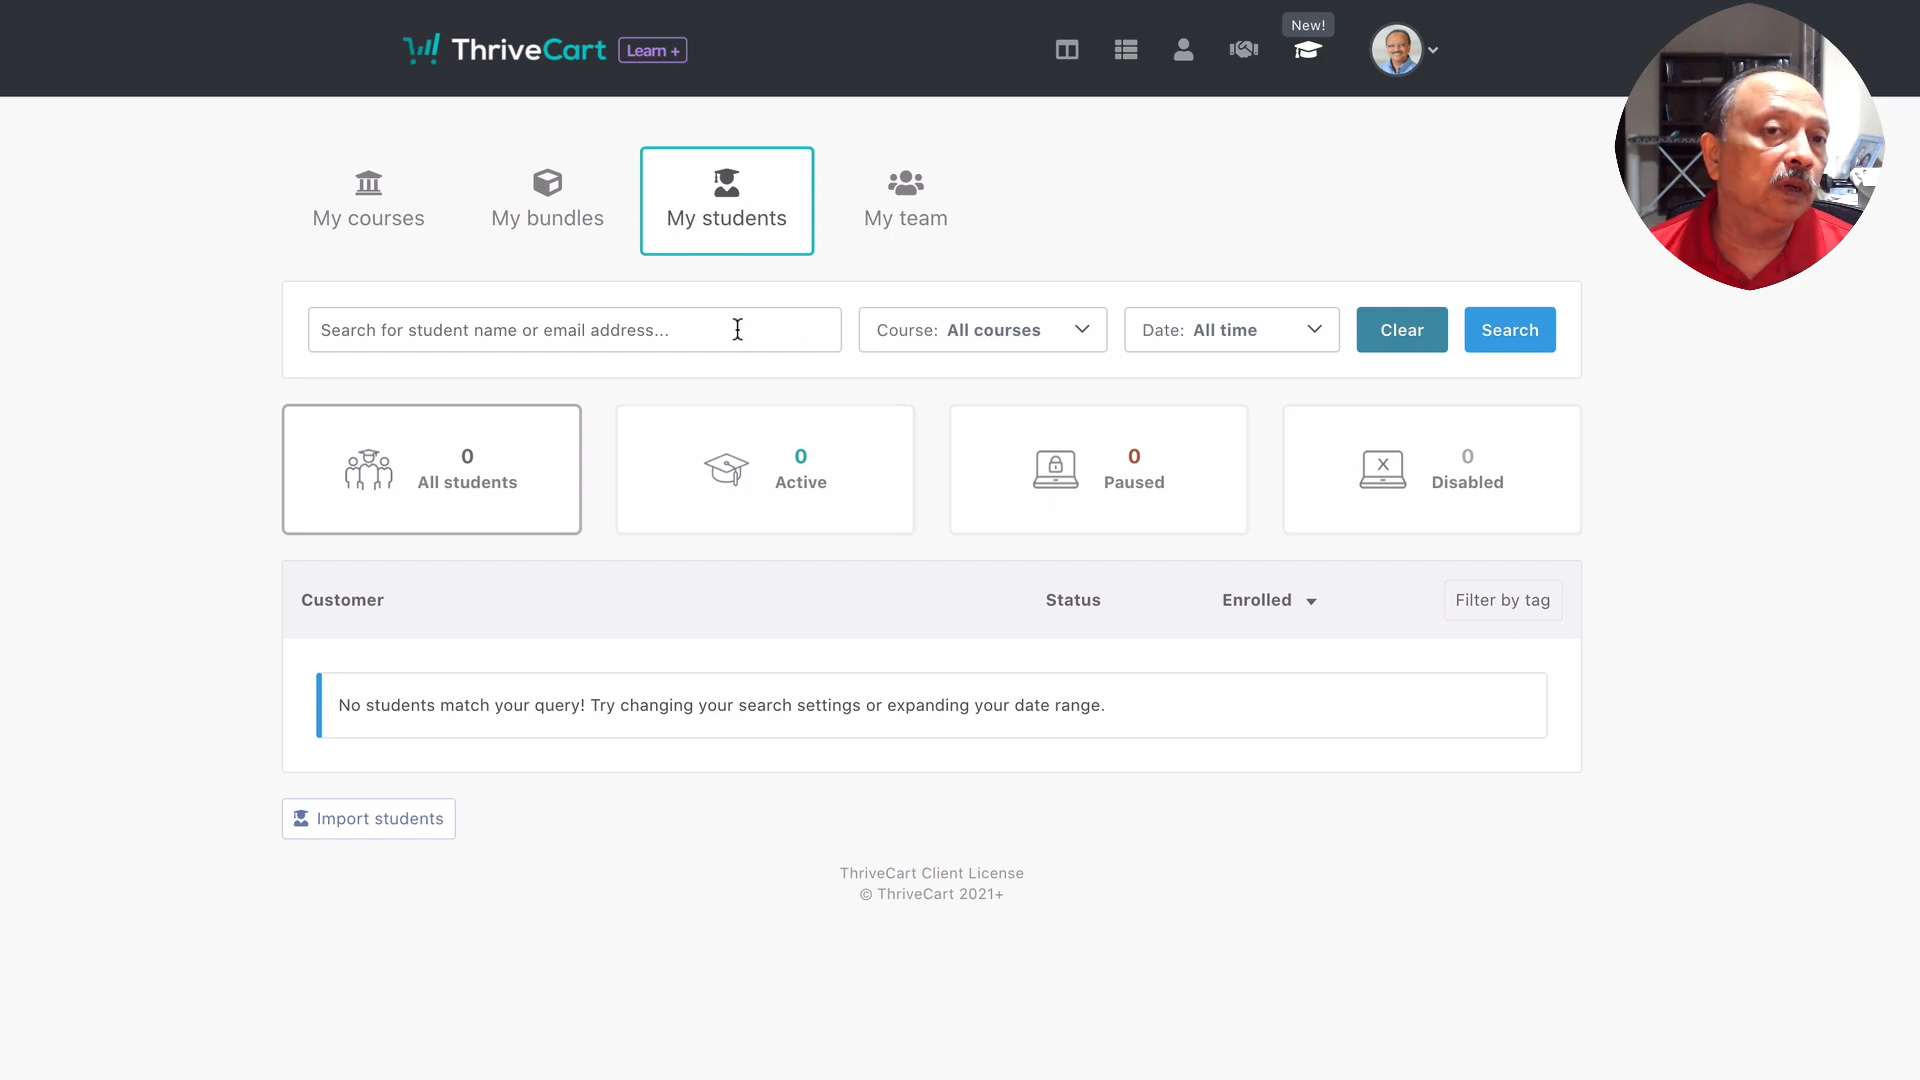 New!
ThriveCart Learn +
My courses
My bundles
My students
My team
Search for student name or email address...
Course: All courses
Date: All time
Clear
Search
0
All students
0
Active
0
Paused
0
Disabled
Customer
Status
Enrolled
Filter by tag
No students match your query! Try changing your search settings or expanding your date range.
Import students
ThriveCart Client License
© ThriveCart 2021+